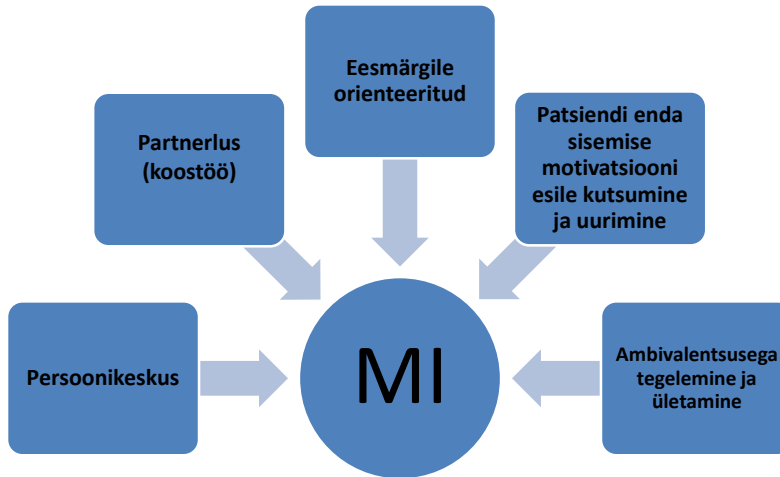 Persoonikeskus
Partnerlus
(koostöö)
Eesmärgile
orienteeritud
Patsiendi enda
sisemise
motivatsiooni
esile kutsumine
ja uurimine
Ambivalentsusega
tegelemine ja
ületamine
MI